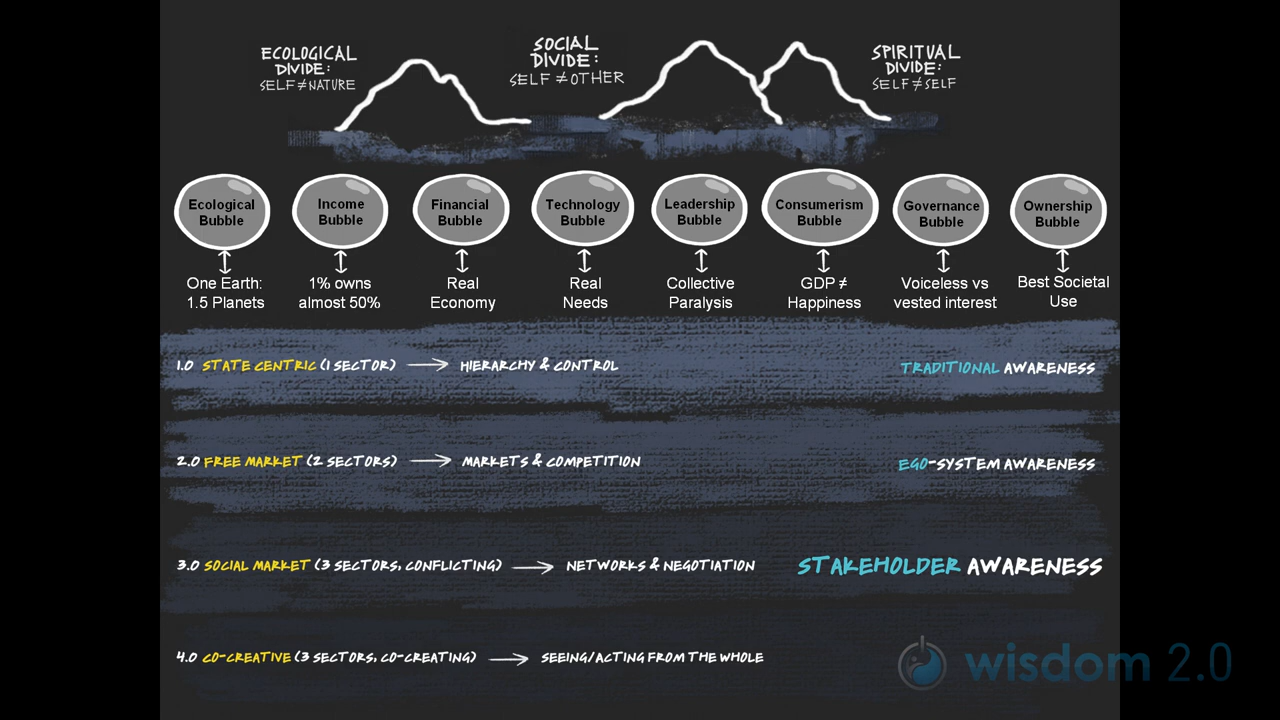 ECOLOGICAL
DIVIDE:
SELF ≠ NATURE
SOCIAL
DIVIDE:
SELF ≠ OTHER
SPIRITUAL
DIVIDE:
SELF ≠ SELF
Ecological
Bubble
Income
Bubble
Financial
Bubble
Technology
Bubble
Leadership
Bubble
Consumerism
Bubble
Governance
Bubble
Ownership
Bubble
One Earth:
1.5 Planets
1% owns
almost 50%
Real
Economy
Real
Needs
Collective
Paralysis
GDP ≠
Happiness
Voiceless vs
vested interest
Best Societal
Use
1.0 STATE CENTRIC (1 SECTOR) → HIERARCHY & CONTROL
TRADITIONAL AWARENESS
2.0 FREE MARKET (2 SECTORS) → MARKETS & COMPETITION
EGO-SYSTEM AWARENESS
3.0 SOCIAL MARKET (3 SECTORS, CONFLICTING) → NETWORKS & NEGOTIATION
STAKEHOLDER AWARENESS
4.0 CO-CREATIVE (3 SECTORS, CO-CREATING) → SEEING/ACTING FROM THE WHOLE
wisdom 2.0